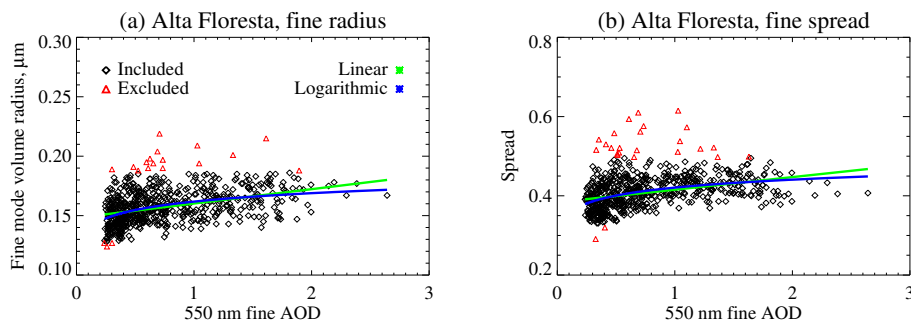 (a) Alta Floresta, fine radius
0.30
0.25
0.20
0.15
0.10
Fine mode volume radius, µm
Included
Excluded
Linear
Logarithmic
0
1
2
3
550 nm fine AOD
(b) Alta Floresta, fine spread
0.8
0.6
0.4
0.2
Spread
0
1
2
3
550 nm fine AOD